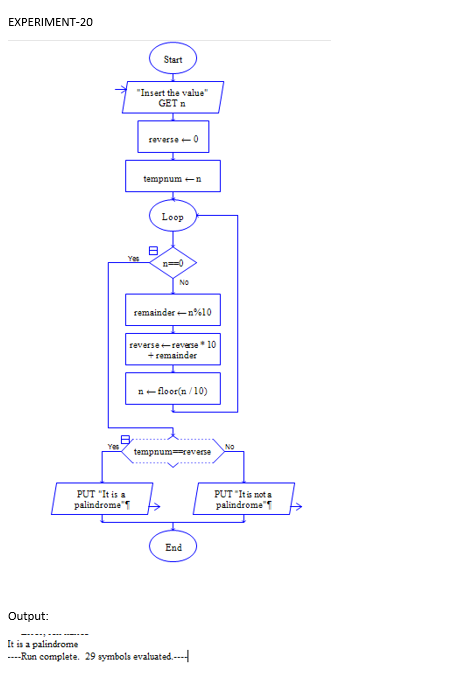 EXPERIMENT-20
Start
"Insert the value"
GET n
reverse ← 0
tempnum ← n
Loop
Yes
n==0
No
remainder ← n%10
reverse ← reverse * 10
+ remainder
n ← floor(n / 10)
Yes
tempnum==reverse
No
PUT "It is a
palindrome"¶
PUT "It is not a
palindrome"¶
End
Output:
It is a palindrome
----Run complete. 29 symbols evaluated.----